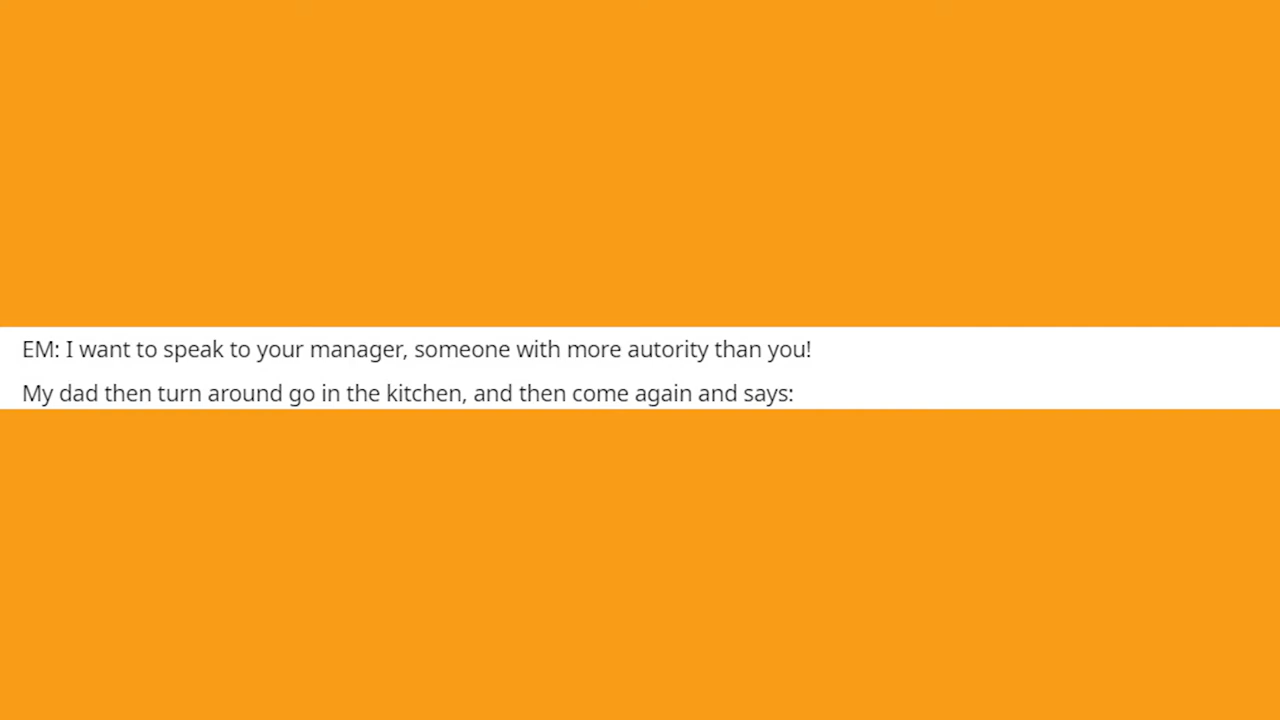 EM: I want to speak to your manager, someone with more autority than you!
My dad then turn around go in the kitchen, and then come again and says: